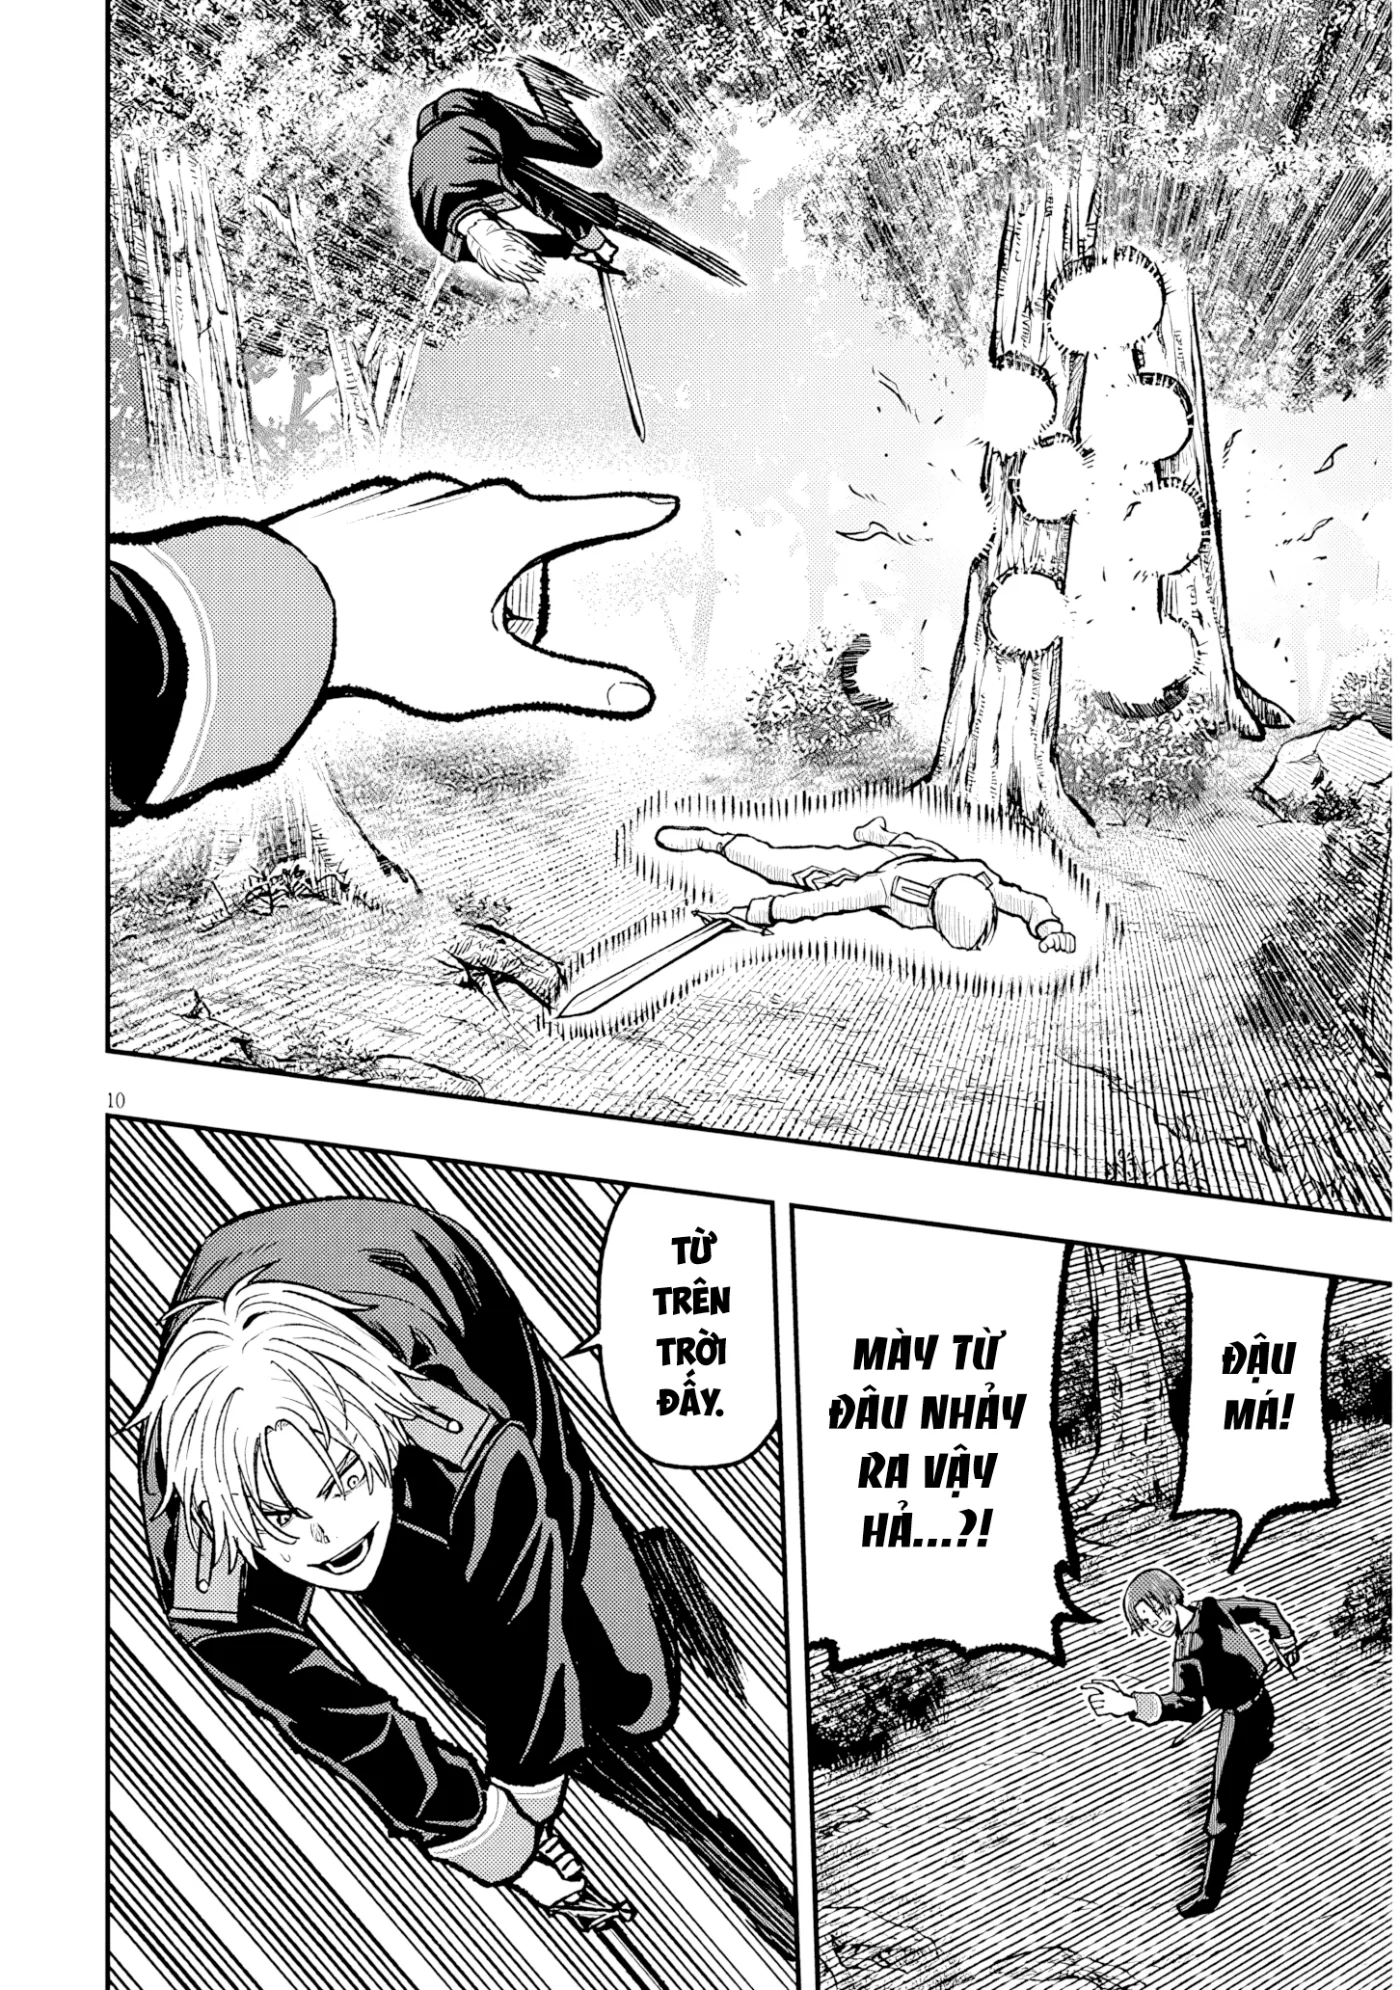 10
ĐẬU
MÁ!
MÀY TỪ
ĐÂU NHẢY
RA VẬY
HẢ...?!
TỪ
TRÊN
TRỜI
ĐẤY.